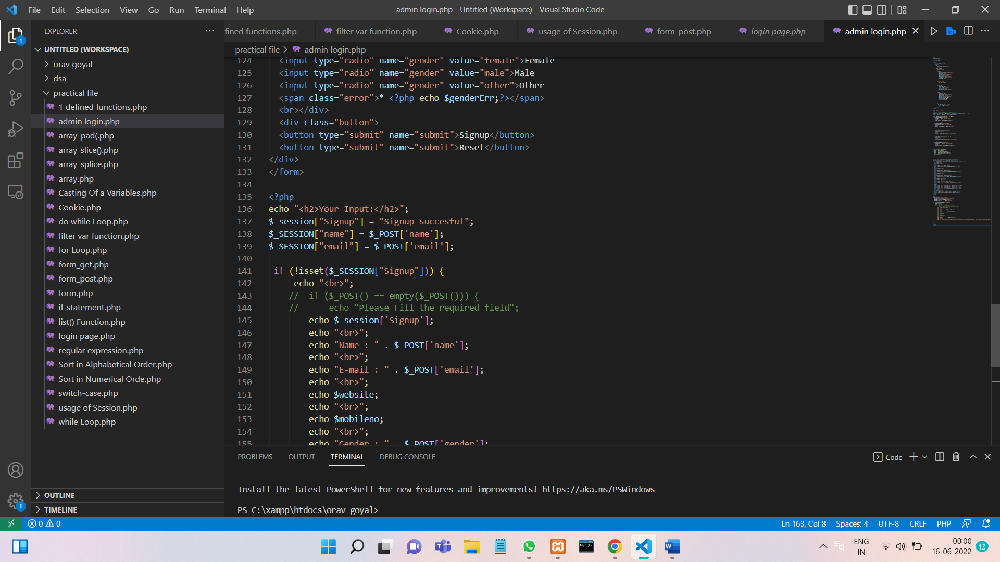 File Edit Selection View Go Run Terminal Help
admin login.php - Untitled (Workspace) - Visual Studio Code
EXPLORER
fined functions.php
filter var function.php
Cookie.php
usage of Session.php
form_post.php
login page.php
admin login.php
practical file > admin login.php
1
UNTITLED (WORKSPACE)
orav goyal
dsa
practical file
1 defined functions.php
admin login.php
array_pad(.php
array_slice().php
array_splice.php
array.php
Casting Of a Variables.php
Cookie.php
do while Loop.php
filter var function.php
for Loop.php
form_get.php
form_post.php
form.php
if_statement.php
list() Function.php
login page.php
regular expression.php
Sort in Alphabetical Order.php
Sort in Numerical Orde.php
switch-case.php
usage of Session.php
while Loop.php
OUTLINE
TIMELINE
1
124 <input type="radio" name="gender" value="female">Female
125 <input type="radio" name="gender" value="male">Male
126 <input type="radio" name="gender" value="other">Other
127 <span class="error">* <?php echo $genderErr;?></span>
128 <br></div>
129 <div class="button">
130 <button type="submit" name="submit">Signup</button>
131 <button type="submit" name="submit">Reset</button>
132 </div>
133 </form>
134
135 <?php
136 echo "<h2>Your Input:</h2>";
137 $_session["Signup"] = "Signup succesful";
138 $_SESSION["name"] = $_POST['name'];
139 $_SESSION["email"] = $_POST['email'];
140
141 if (!isset($_SESSION["Signup"])) {
142 echo "<br>";
143 // if ($_POST() == empty($_POST())) {
144 // echo "Please Fill the required field";
145 echo $_session['Signup'];
146 echo "<br>";
147 echo "Name : " . $_POST['name'];
148 echo "<br>";
149 echo "E-mail : " . $_POST['email'];
150 echo "<br>";
151 echo $website;
152 echo "<br>";
153 echo $mobileno;
154 echo "<br>";
155 echo "Gender : " . $_POST['gender'];
PROBLEMS OUTPUT TERMINAL DEBUG CONSOLE
Code
Install the latest PowerShell for new features and improvements! https://aka.ms/PSWindows
PS C:\xampp\htdocs\orav goyal>
0 0
Ln 163, Col 8 Spaces: 4 UTF-8 CRLF PHP
MySQL
ENG
IN
00:00
16-06-2022
13